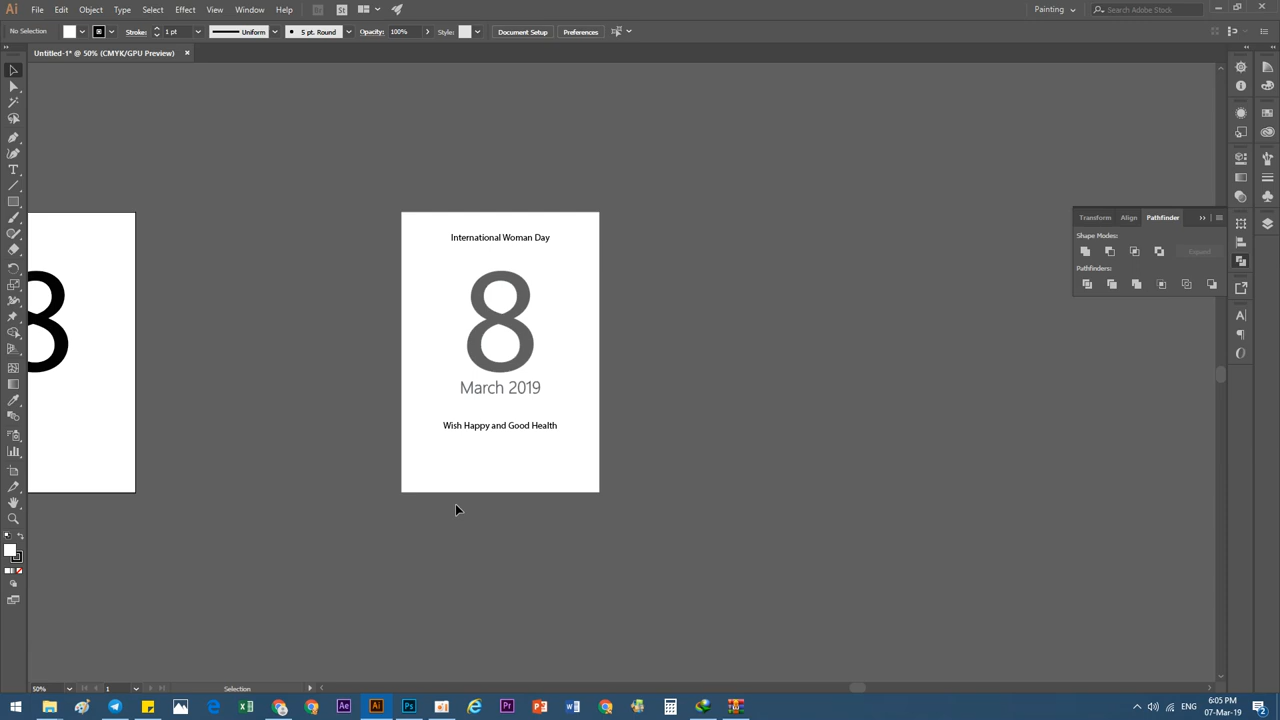 File Edit Object Type Select Effect View Window Help Br St Painting Search Adobe Stock
No Selection Stroke: 1 pt Uniform 5 pt. Round Opacity: 100% Style: Document Setup Preferences
Untitled-1* @ 50% (CMYK/GPU Preview)
Transform Align Pathfinder
Shape Modes:
Expand
Pathfinders:
8
International Woman Day
8
March 2019
Wish Happy and Good Health
50% 1 Selection
ENG 6:05 PM
07-Mar-19